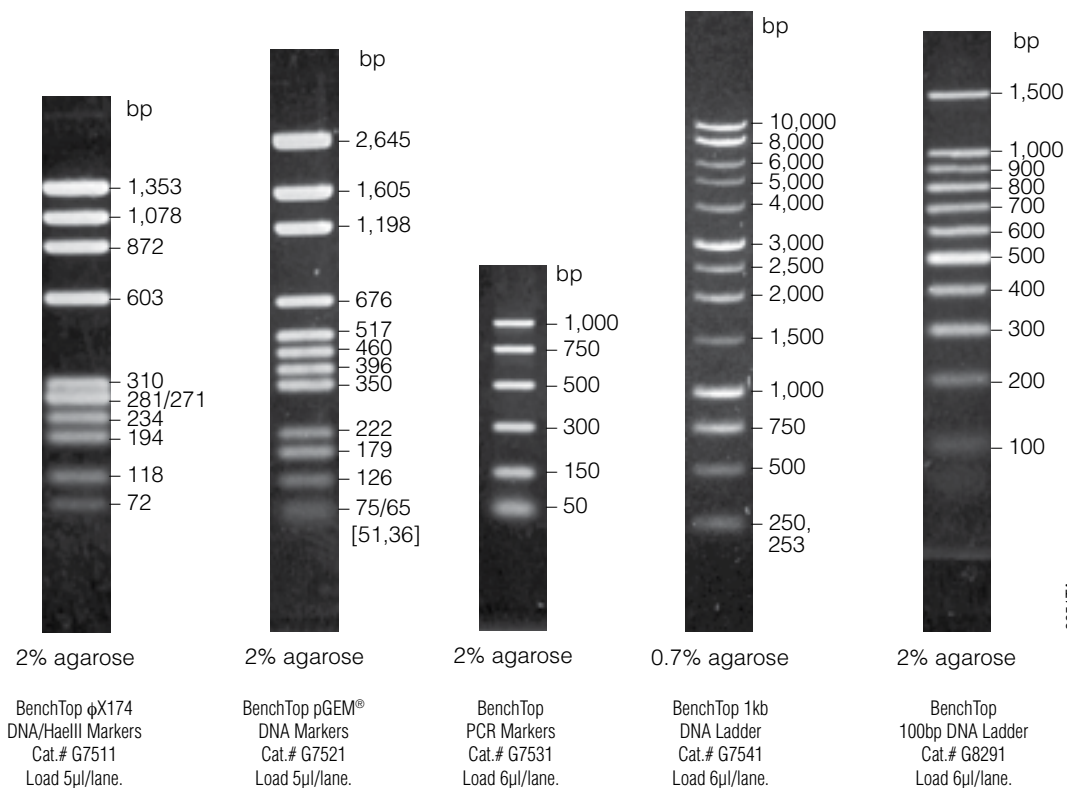 bp
1,353
1,078
872
603
310
281/271
234
194
118
72
2% agarose
BenchTop ϕX174
DNA/HaeIII Markers
Cat.# G7511
Load 5µl/lane.
bp
2,645
1,605
1,198
676
517
460
396
350
222
179
126
75/65
[51,36]
2% agarose
BenchTop pGEM®
DNA Markers
Cat.# G7521
Load 5µl/lane.
bp
1,000
750
500
300
150
50
2% agarose
BenchTop
PCR Markers
Cat.# G7531
Load 6µl/lane.
bp
10,000
8,000
6,000
5,000
4,000
3,000
2,500
2,000
1,500
1,000
750
500
250,
253
0.7% agarose
BenchTop 1kb
DNA Ladder
Cat.# G7541
Load 6µl/lane.
bp
1,500
1,000
900
800
700
600
500
400
300
200
100
2% agarose
BenchTop
100bp DNA Ladder
Cat.# G8291
Load 6µl/lane.